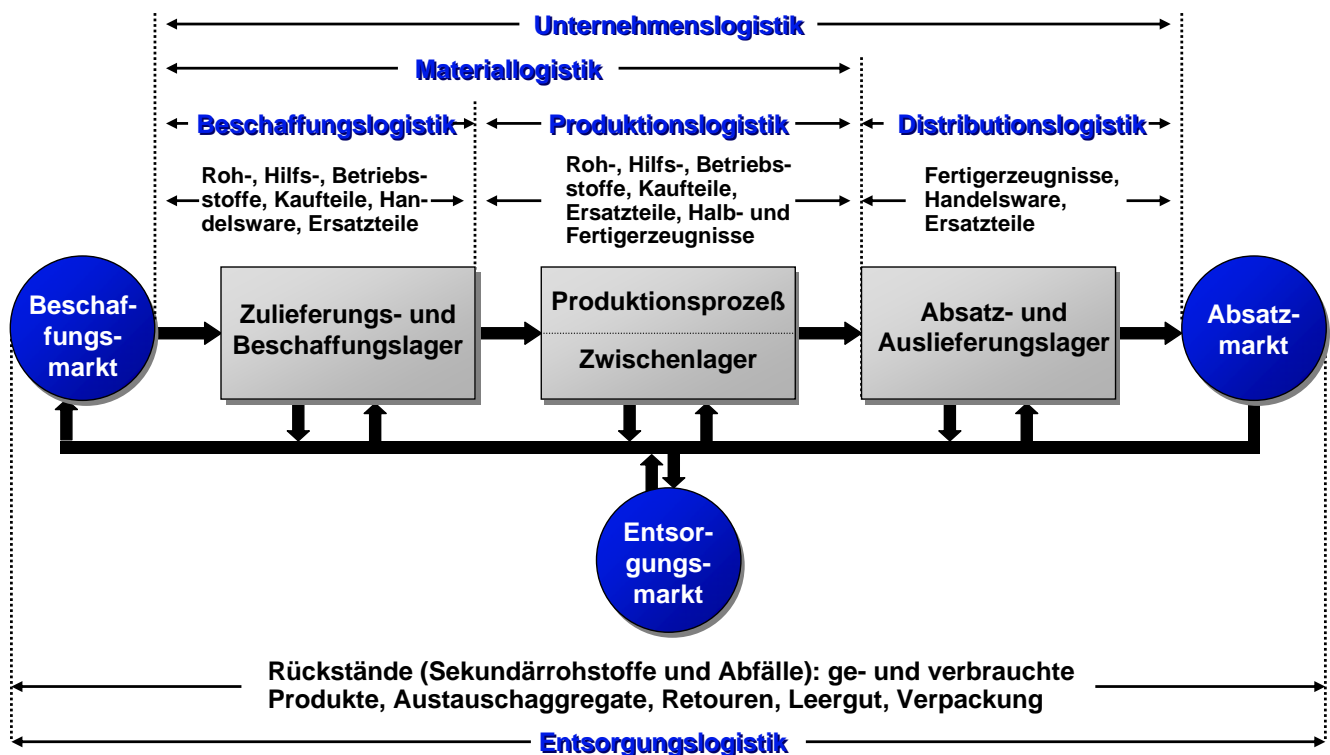 Unternehmenslogistik
Materiallogistik
Beschaffungslogistik
Produktionslogistik
Distributionslogistik
Roh-, Hilfs-, Betriebs-
stoffe, Kaufteile, Han-
delsware, Ersatzteile
Roh-, Hilfs-, Betriebs-
stoffe, Kaufteile,
Ersatzteile, Halb- und
Fertigerzeugnisse
Fertigerzeugnisse,
Handelsware,
Ersatzteile
Beschaf-
fungs-
markt
Zulieferungs- und
Beschaffungslager
Produktionsprozeß
Zwischenlager
Absatz- und
Auslieferungslager
Absatz-
markt
Entsor-
gungs-
markt
Rückstände (Sekundärrohstoffe und Abfälle): ge- und verbrauchte
Produkte, Austauschaggregate, Retouren, Leergut, Verpackung
Entsorgungslogistik